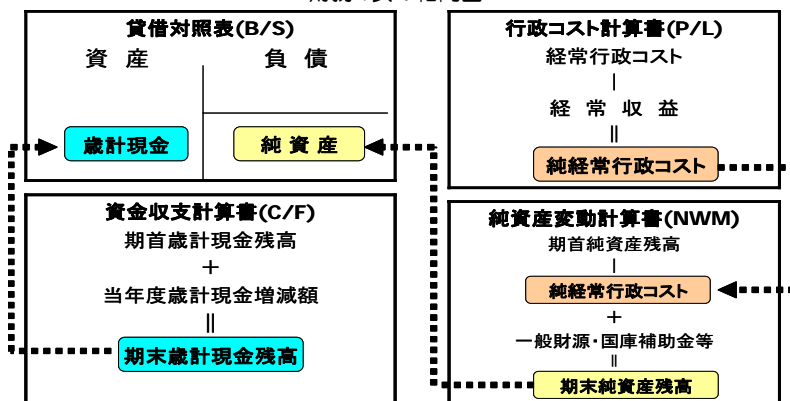 貸借対照表(B/S)
資 産
負 債
歳計現金
純 資 産
資金収支計算書(C/F)
期首歳計現金残高
+
当年度歳計現金増減額
||
期末歳計現金残高
行政コスト計算書(P/L)
経常行政コスト
|
経 常 収 益
||
純経常行政コスト
純資産変動計算書(NWM)
期首純資産残高
|
純経常行政コスト
+
一般財源・国庫補助金等
||
期末純資産残高